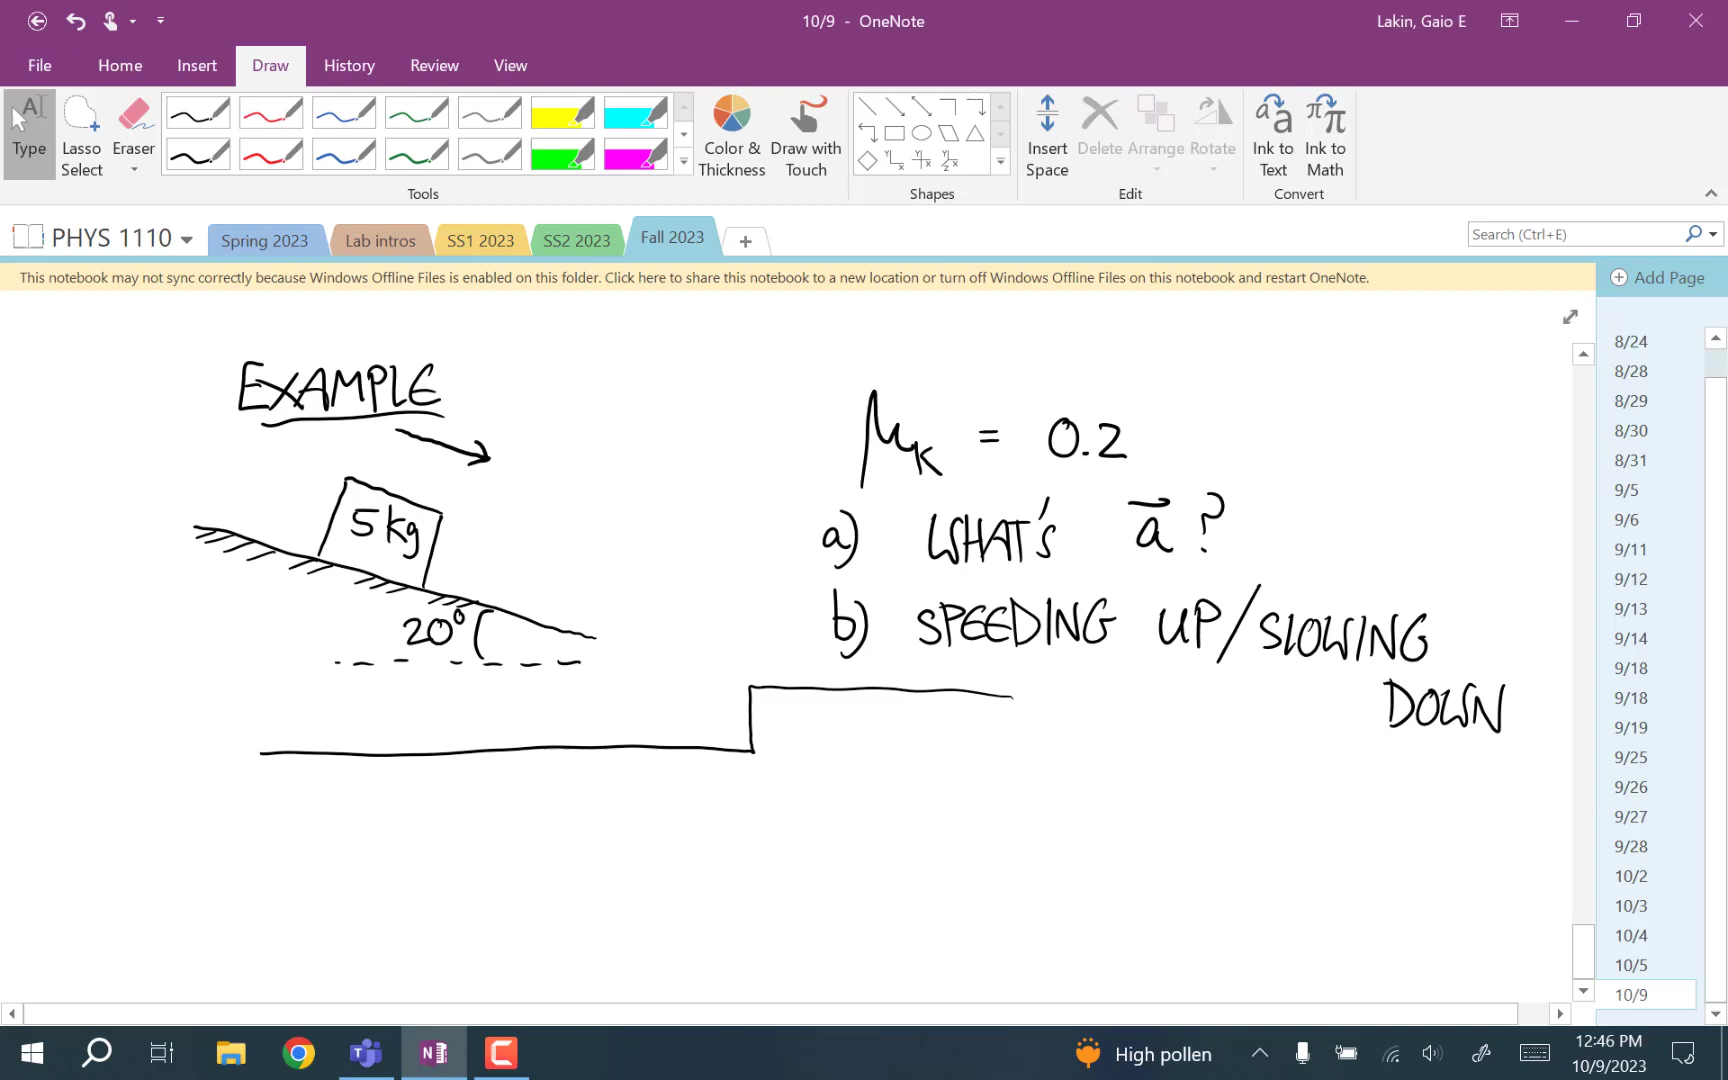 10/9 - OneNote
Lakin, Gaio E
File Home Insert Draw History Review View
Type
Lasso Select
Eraser
Color & Thickness
Draw with Touch
Insert Space
Delete Arrange Rotate
Ink to Text
Ink to Math
Tools Shapes Edit Convert
PHYS 1110
Spring 2023 Lab intros SS1 2023 SS2 2023 Fall 2023
Search (Ctrl+E)
This notebook may not sync correctly because Windows Offline Files is enabled on this folder. Click here to share this notebook to a new location or turn off Windows Offline Files on this notebook and restart OneNote.
Add Page
EXAMPLE
5 kg
20°
μK = 0.2
a) WHAT'S a⃗ ?
b) SPEEDING UP/SLOWING
DOWN
8/24
8/28
8/29
8/30
8/31
9/5
9/6
9/11
9/12
9/13
9/14
9/18
9/18
9/19
9/25
9/26
9/27
9/28
10/2
10/3
10/4
10/5
10/9
High pollen
12:46 PM
10/9/2023